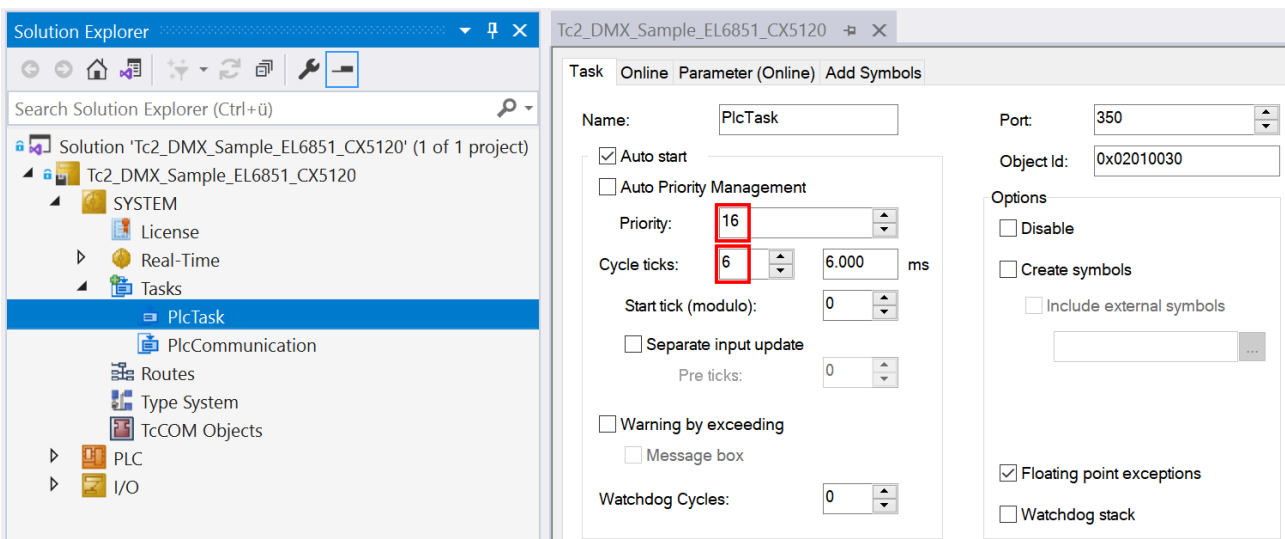 Solution Explorer
Search Solution Explorer (Ctrl+ü)
Solution 'Tc2_DMX_Sample_EL6851_CX5120' (1 of 1 project)
Tc2_DMX_Sample_EL6851_CX5120
SYSTEM
License
Real-Time
Tasks
PlcTask
PlcCommunication
Routes
Type System
TcCOM Objects
PLC
I/O
Tc2_DMX_Sample_EL6851_CX5120
Task Online Parameter (Online) Add Symbols
Name: PlcTask
Auto start
Auto Priority Management
Priority: 16
Cycle ticks: 6 6.000 ms
Start tick (modulo): 0
Separate input update
Pre ticks: 0
Warning by exceeding
Message box
Watchdog Cycles: 0
Port: 350
Object Id: 0x02010030
Options
Disable
Create symbols
Include external symbols
...
Floating point exceptions
Watchdog stack